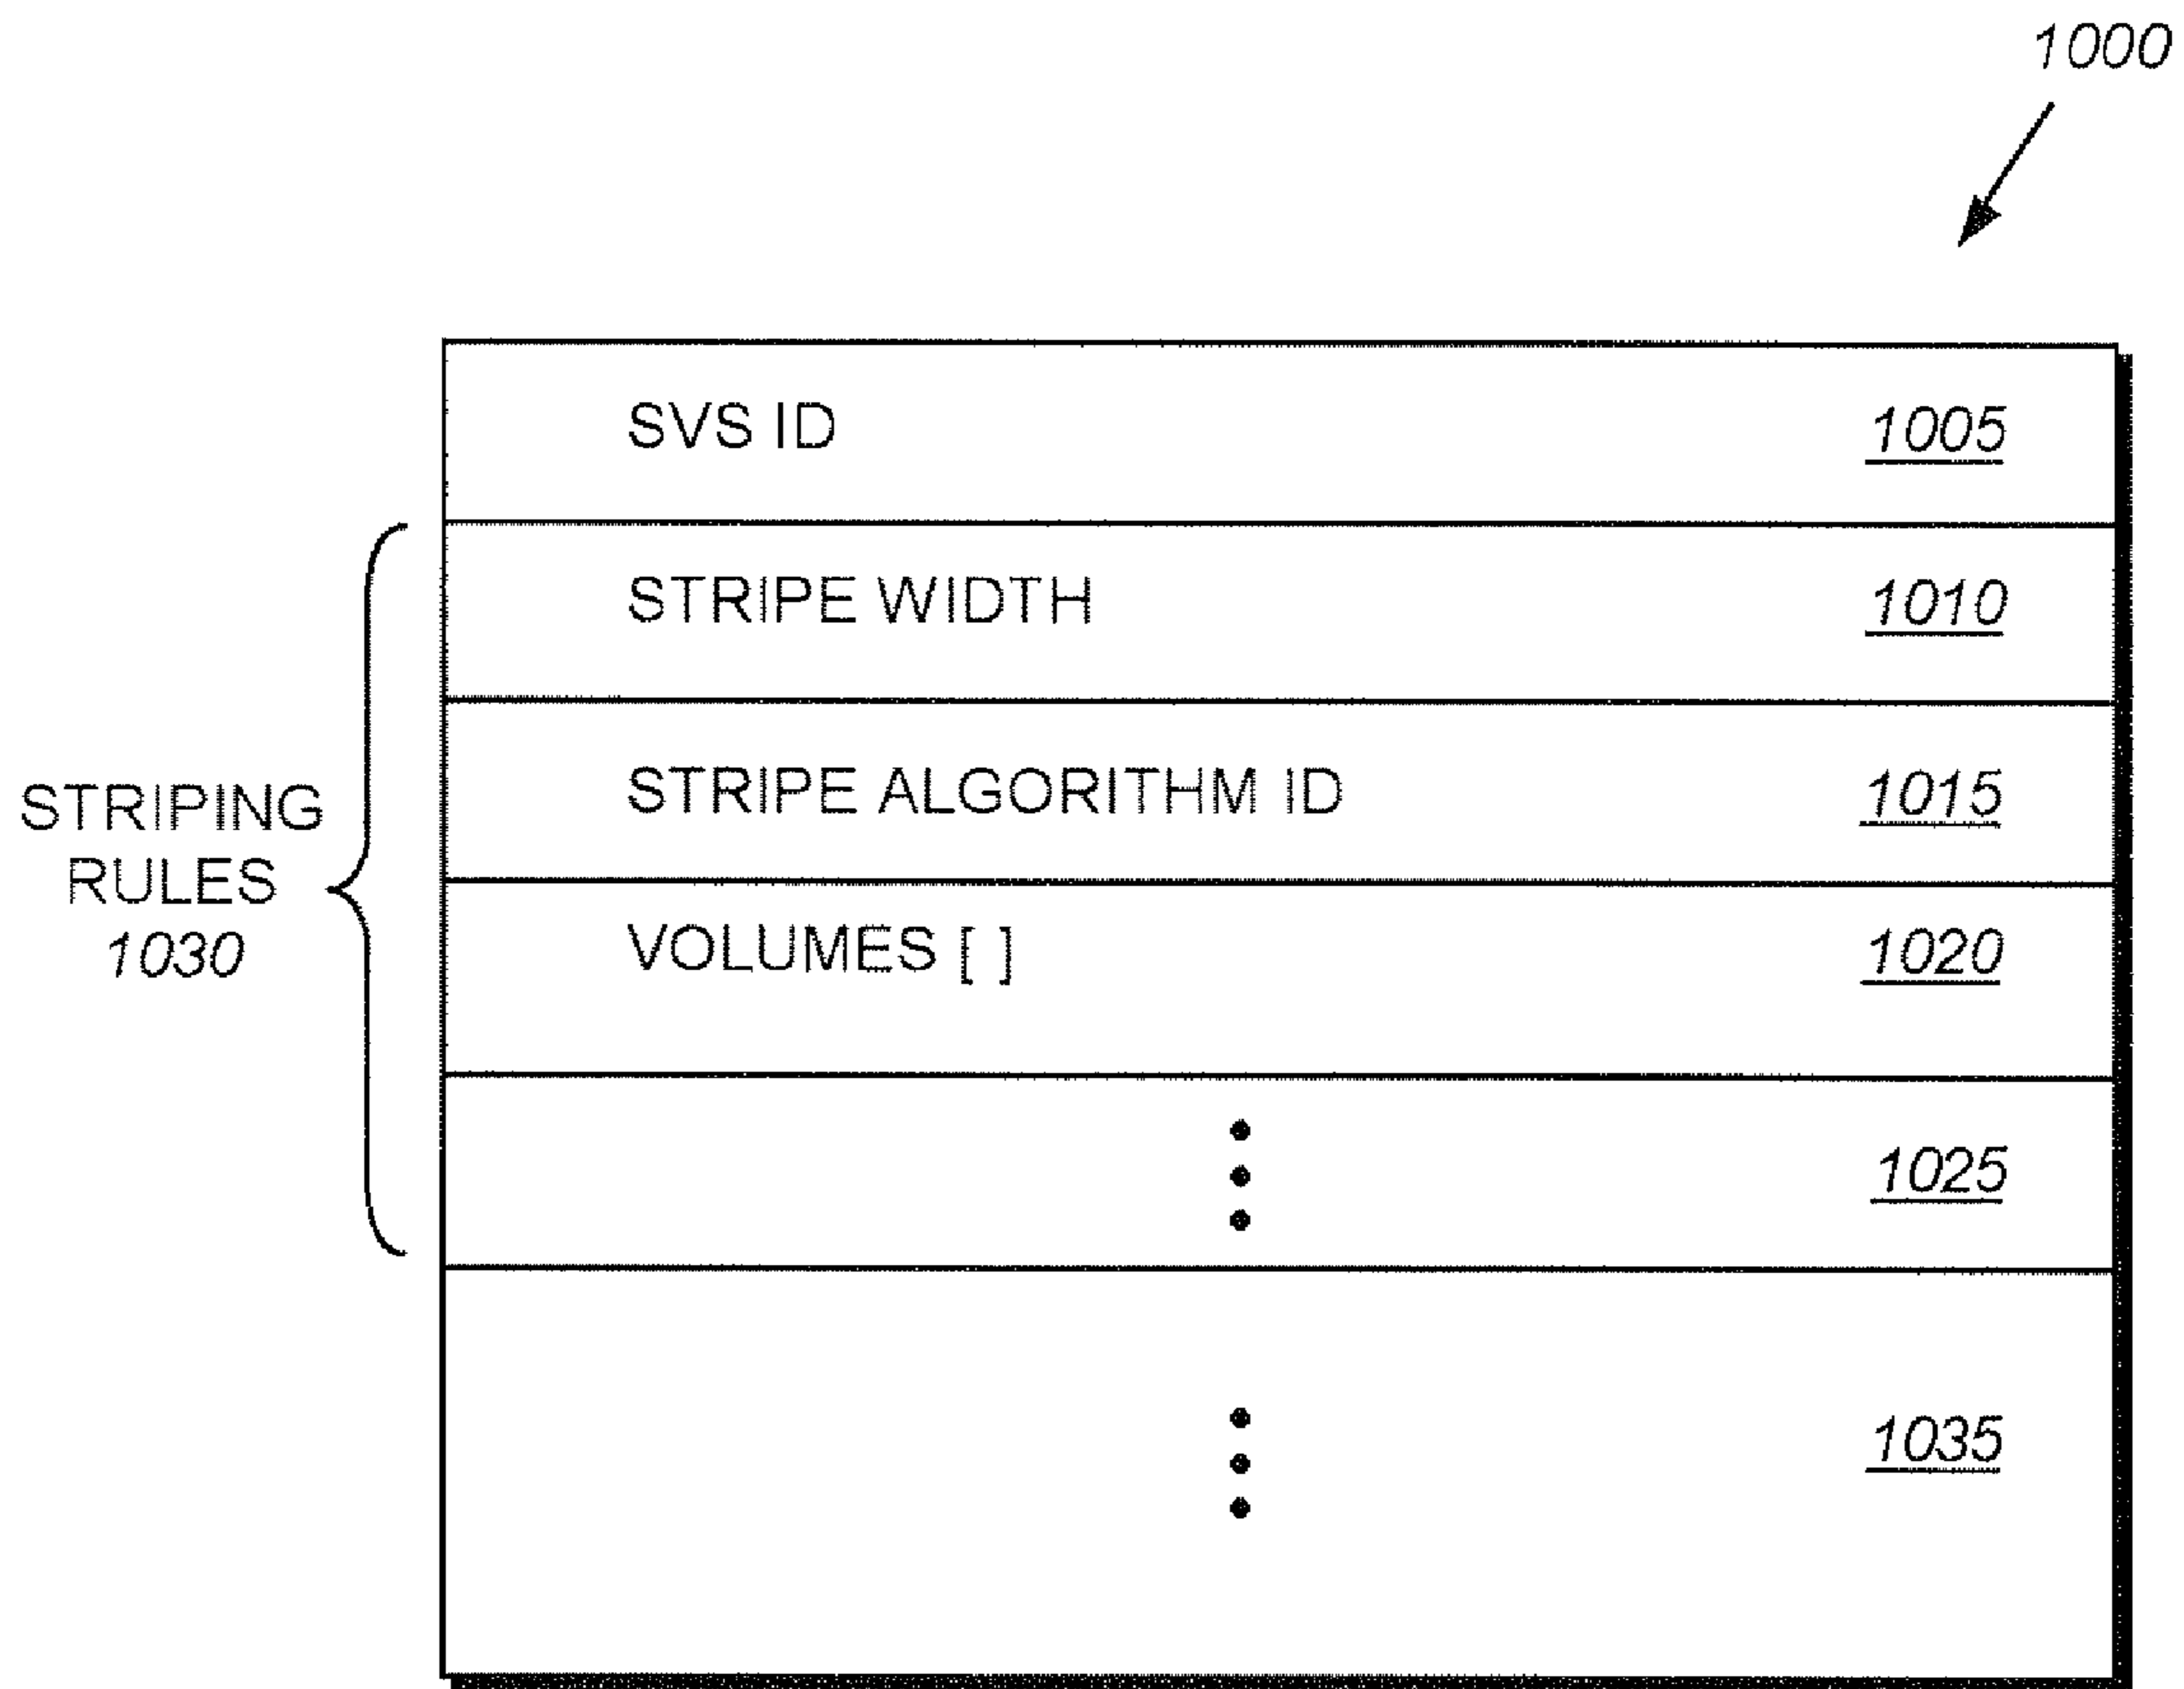 1000
SVS ID 1005
STRIPE WIDTH 1010
STRIPE ALGORITHM ID 1015
VOLUMES [ ] 1020
1025
1035
STRIPING
RULES
1030